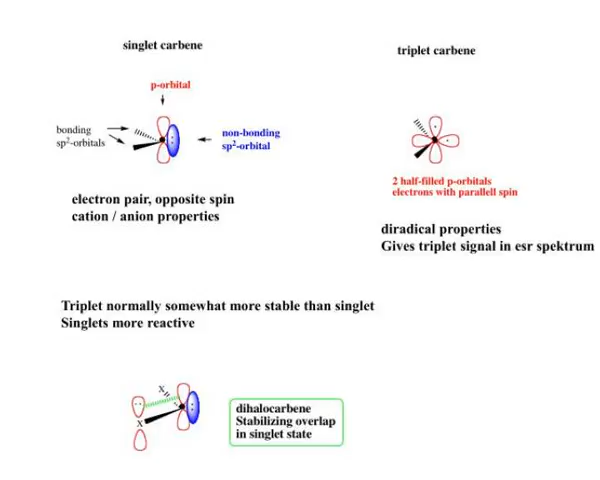 singlet carbene
triplet carbene
p-orbital
bonding
sp²-orbitals
non-bonding
sp²-orbital
2 half-filled p-orbitals
electrons with parallell spin
electron pair, opposite spin
cation / anion properties
diradical properties
Gives triplet signal in esr spektrum
Triplet normally somewhat more stable than singlet
Singlets more reactive
X
X
dihalocarbene
Stabilizing overlap
in singlet state